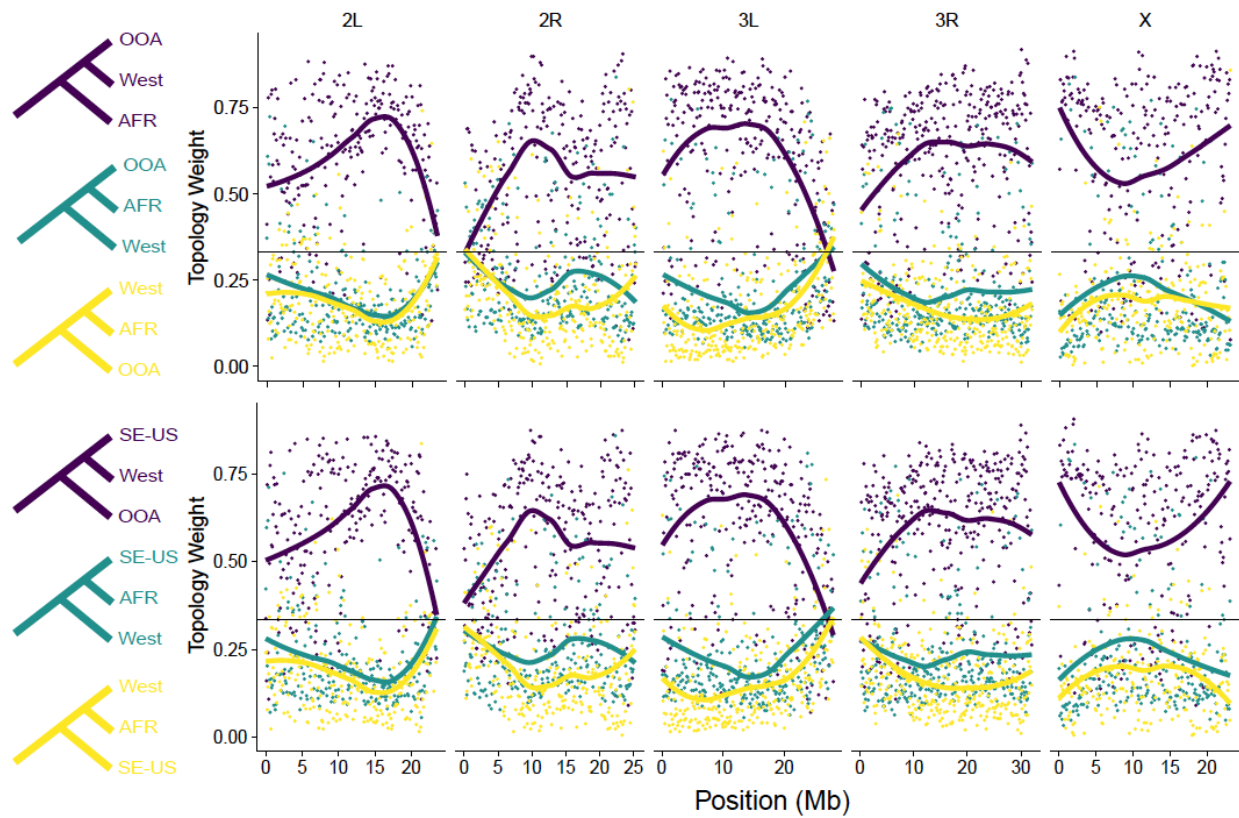 2L 2R 3L 3R X
OOA
West
AFR
OOA
AFR
West
West
AFR
OOA
Topology Weight
0.75
0.50
0.25
0.00
SE-US
West
OOA
SE-US
AFR
West
West
AFR
SE-US
Topology Weight
0.75
0.50
0.25
0.00
0 5 10 15 20 0 5 10 15 20 25 0 10 20 0 10 20 30 0 5 10 15 20
Position (Mb)